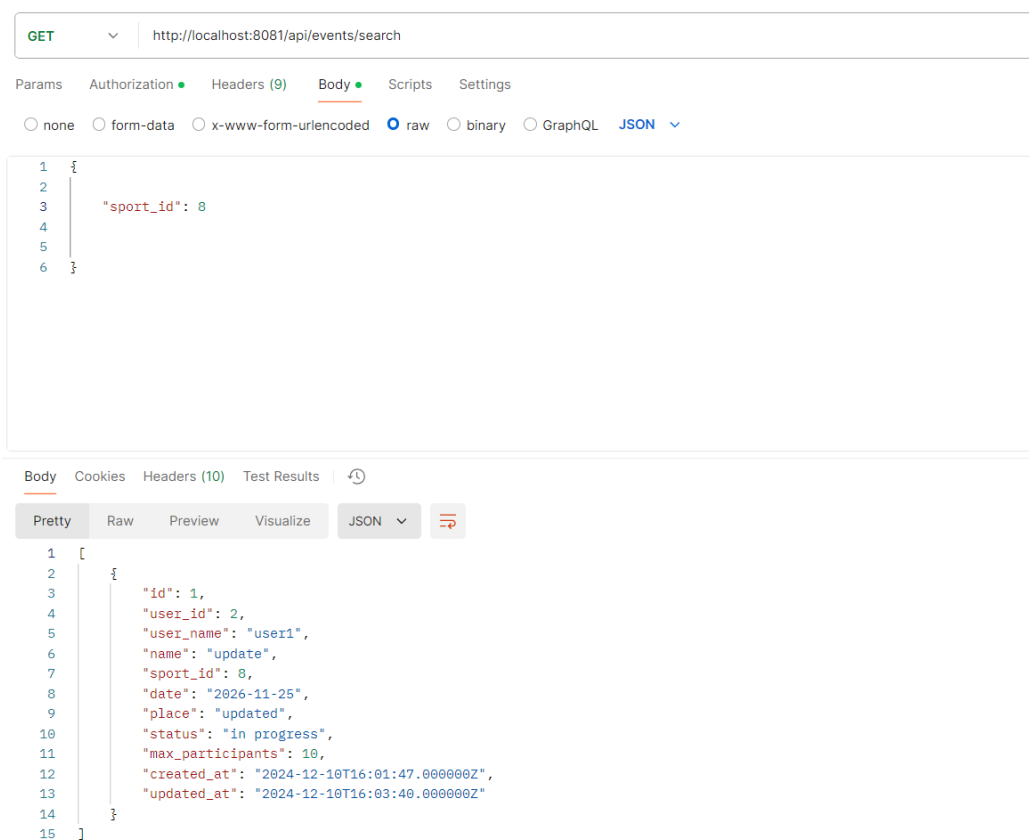 GET http://localhost:8081/api/events/search
Params Authorization Headers (9) Body Scripts Settings
none form-data x-www-form-urlencoded raw binary GraphQL JSON
1 {
2
3 "sport_id": 8
4
5
6 }
Body Cookies Headers (10) Test Results
Pretty Raw Preview Visualize JSON
1 [
2 {
3 "id": 1,
4 "user_id": 2,
5 "user_name": "user1",
6 "name": "update",
7 "sport_id": 8,
8 "date": "2026-11-25",
9 "place": "updated",
10 "status": "in progress",
11 "max_participants": 10,
12 "created_at": "2024-12-10T16:01:47.000000Z",
13 "updated_at": "2024-12-10T16:03:40.000000Z"
14 }
15 ]